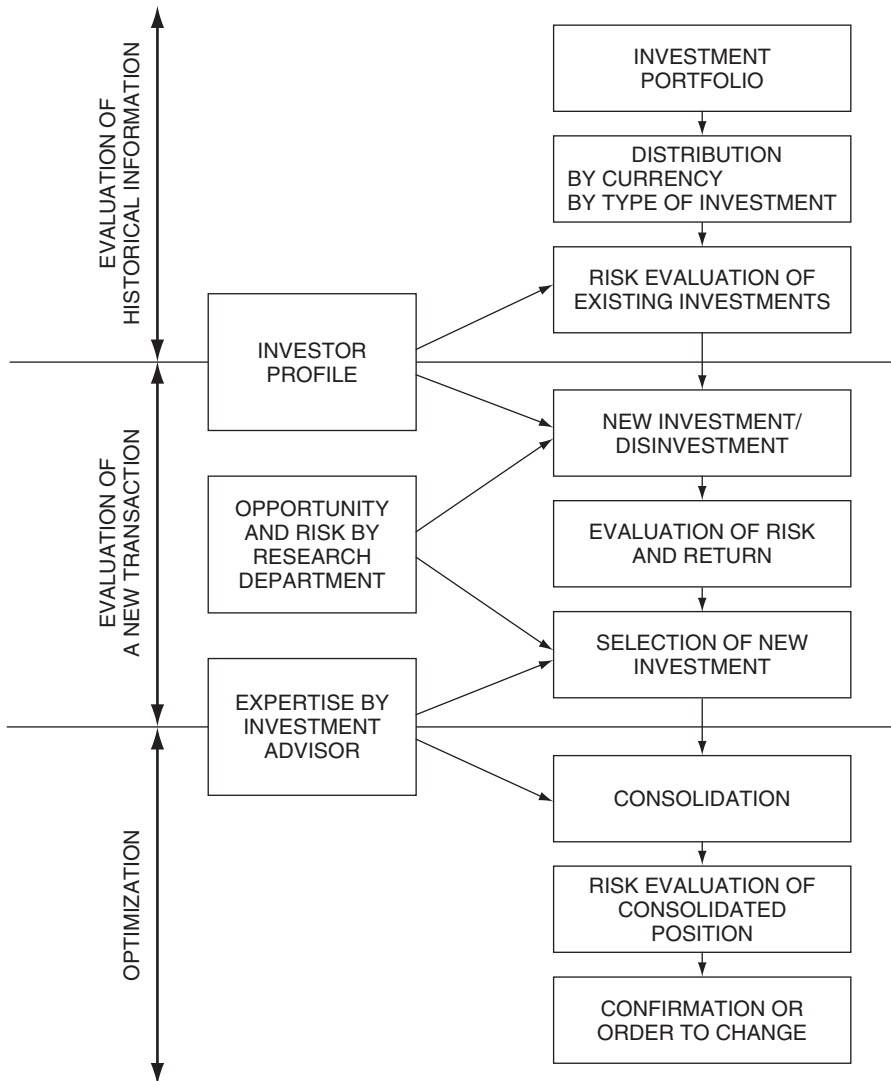 EVALUATION OF
HISTORICAL INFORMATION
INVESTMENT
PORTFOLIO
DISTRIBUTION
BY CURRENCY
BY TYPE OF INVESTMENT
RISK EVALUATION OF
EXISTING INVESTMENTS
INVESTOR
PROFILE
EVALUATION OF
A NEW TRANSACTION
NEW INVESTMENT/
DISINVESTMENT
OPPORTUNITY
AND RISK BY
RESEARCH
DEPARTMENT
EVALUATION OF RISK
AND RETURN
SELECTION OF NEW
INVESTMENT
EXPERTISE BY
INVESTMENT
ADVISOR
OPTIMIZATION
CONSOLIDATION
RISK EVALUATION OF
CONSOLIDATED
POSITION
CONFIRMATION OR
ORDER TO CHANGE